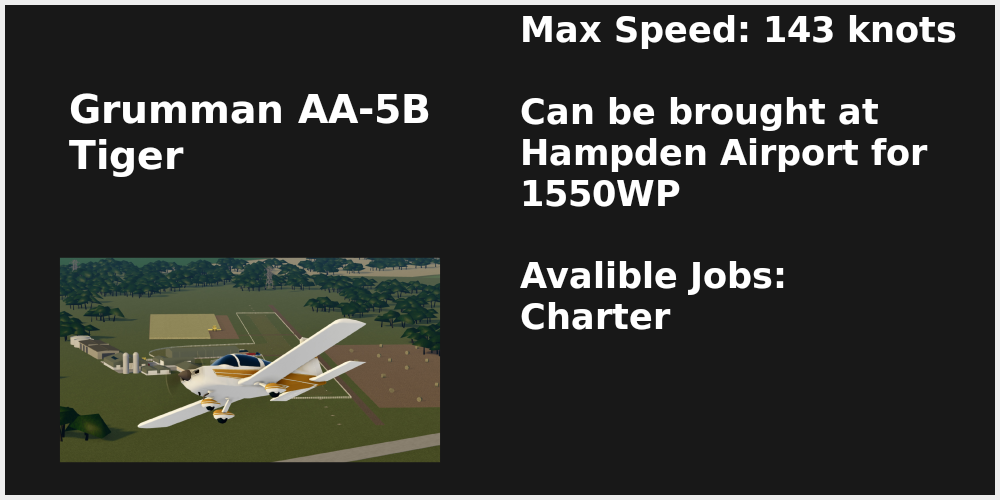 Grumman AA-5B
Tiger
Max Speed: 143 knots
Can be brought at
Hampden Airport for
1550WP
Avalible Jobs:
Charter